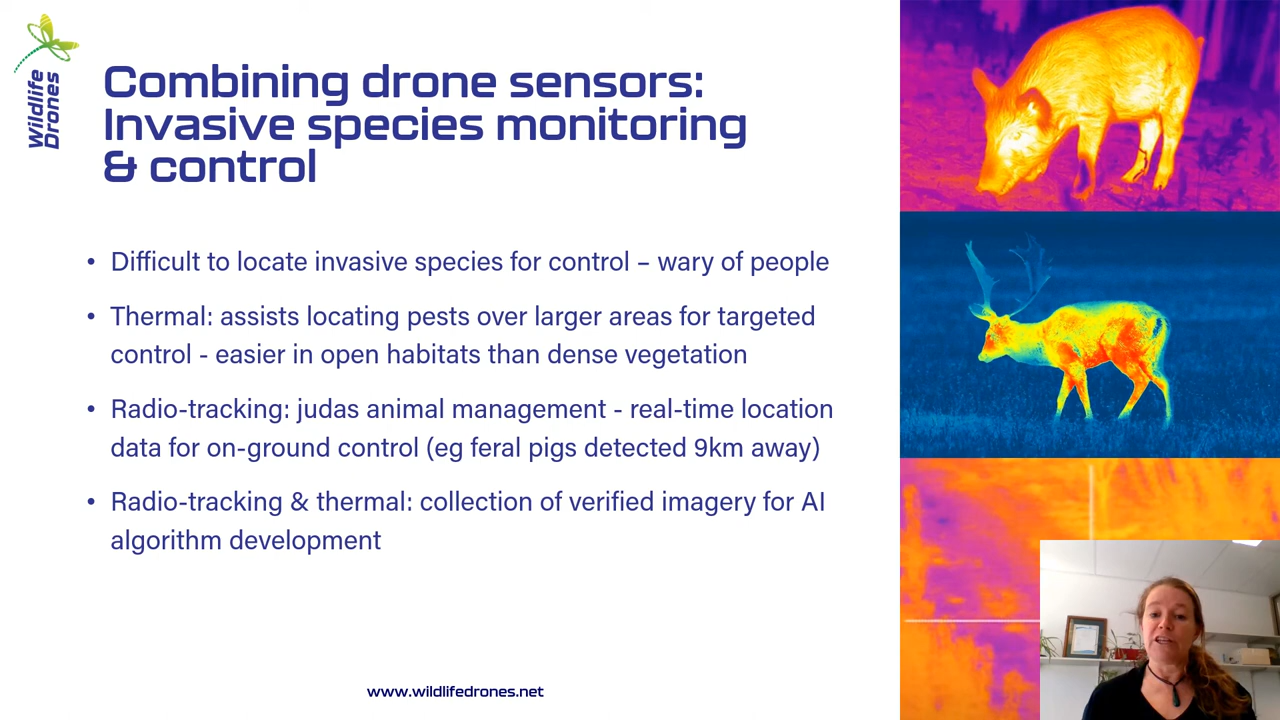 Wildlife
Drones
Combining drone sensors:
Invasive species monitoring
& control
• Difficult to locate invasive species for control – wary of people
• Thermal: assists locating pests over larger areas for targeted
control - easier in open habitats than dense vegetation
• Radio-tracking: judas animal management - real-time location
data for on-ground control (eg feral pigs detected 9km away)
• Radio-tracking & thermal: collection of verified imagery for AI
algorithm development
www.wildlifedrones.net